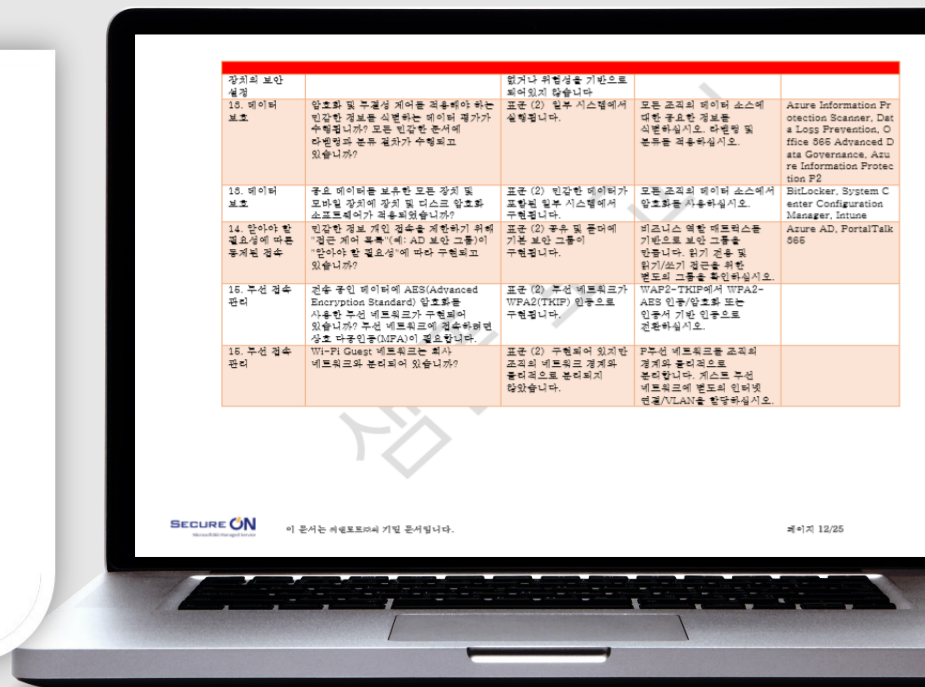 장치의 보안
설정
없거나 위험성을 기반으로
되어있지 않습니다
13. 데이터
보호
암호화 및 무결성 제어를 적용해야 하는
민감한 정보를 식별하는 데이터 평가가
수행됩니까? 모든 민감한 문서에
라벨링과 분류 절차가 수행되고
있습니까?
표준 (2) 일부 시스템에서
실행됩니다.
모든 조직의 데이터 소스에
대한 중요한 정보를
식별하십시오. 라벨링 및
분류를 적용하십시오.
Azure Information Pr
otection Scanner, Dat
a Loss Prevention, O
ffice 365 Advanced D
ata Governance, Azu
re Information Protec
tion P2
13. 데이터
보호
중요 데이터를 보유한 모든 장치 및
모바일 장치에 장치 및 디스크 암호화
소프트웨어가 적용되었습니까?
표준 (2) 민감한 데이터가
포함된 일부 시스템에서
구현됩니다.
모든 조직의 데이터 소스에서
암호화를 사용하십시오.
BitLocker, System C
enter Configuration
Manager, Intune
14. 알아야 할
필요성에 따른
통제된 접속
민감한 정보 개인 접속을 제한하기 위해
"접근 제어 목록"(예: AD 보안 그룹)이
"알아야 할 필요성"에 따라 구현되고
있습니까?
표준 (2) 공유 및 폴더에
기본 보안 그룹이
구현됩니다.
비즈니스 역할 매트릭스를
기반으로 보안 그룹을
만듭니다. 읽기 전용 및
읽기/쓰기 접근을 위한
별도의 그룹을 확인하십시오.
Azure AD, PortalTalk
365
15. 무선 접속
관리
전송 중인 데이터에 AES(Advanced
Encryption Standard) 암호화를
사용한 무선 네트워크가 구현되어
있습니까? 무선 네트워크에 접속하려면
상호 다중인증(MFA)이 필요합니다.
표준 (2) 무선 네트워크가
WPA2(TKIP) 인증으로
구현됩니다.
WAP2-TKIP에서 WPA2-
AES 인증/암호화 또는
인증서 기반 인증으로
전환하십시오.
15. 무선 접속
관리
Wi-Fi Guest 네트워크는 회사
네트워크와 분리되어 있습니까?
표준 (2) 구현되어 있지만
조직의 네트워크 경계와
물리적으로 분리되지
않았습니다.
P무선 네트워크를 조직의
경계와 물리적으로
분리합니다. 게스트 무선
네트워크에 별도의 인터넷
연결/VLAN을 할당하십시오.
SECURE ON
이 문서는 기밀 문서입니다.
페이지 12/25